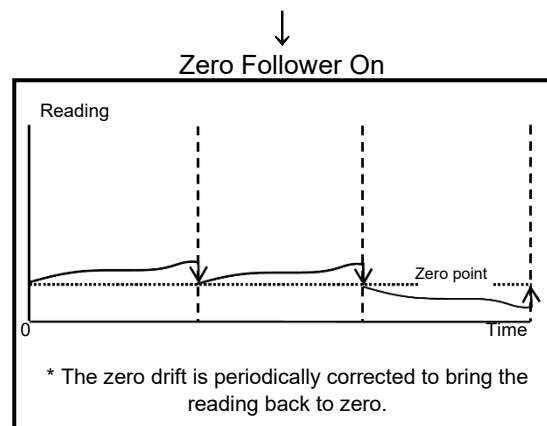 Zero Follower On
Reading
Zero point
0
Time
* The zero drift is periodically corrected to bring the
reading back to zero.